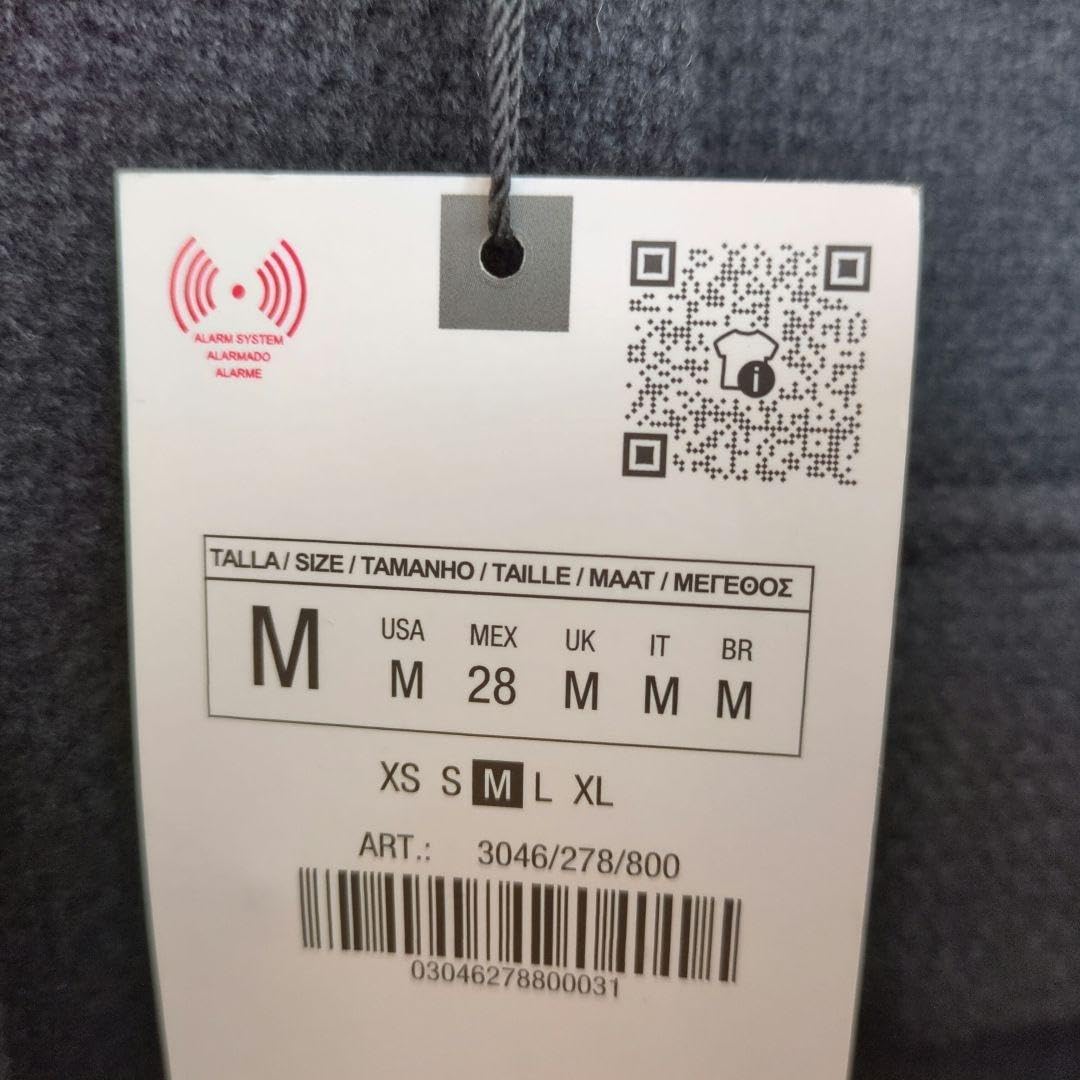 ALARM SYSTEM
ALARMADO
ALARME
i
TALLA / SIZE / TAMANHO / TAILLE / MAAT / ΜΕΓΕΘΟΣ
M
USA MEX UK IT BR
M 28 M M M
XS S M L XL
ART.: 3046/278/800
03046278800031